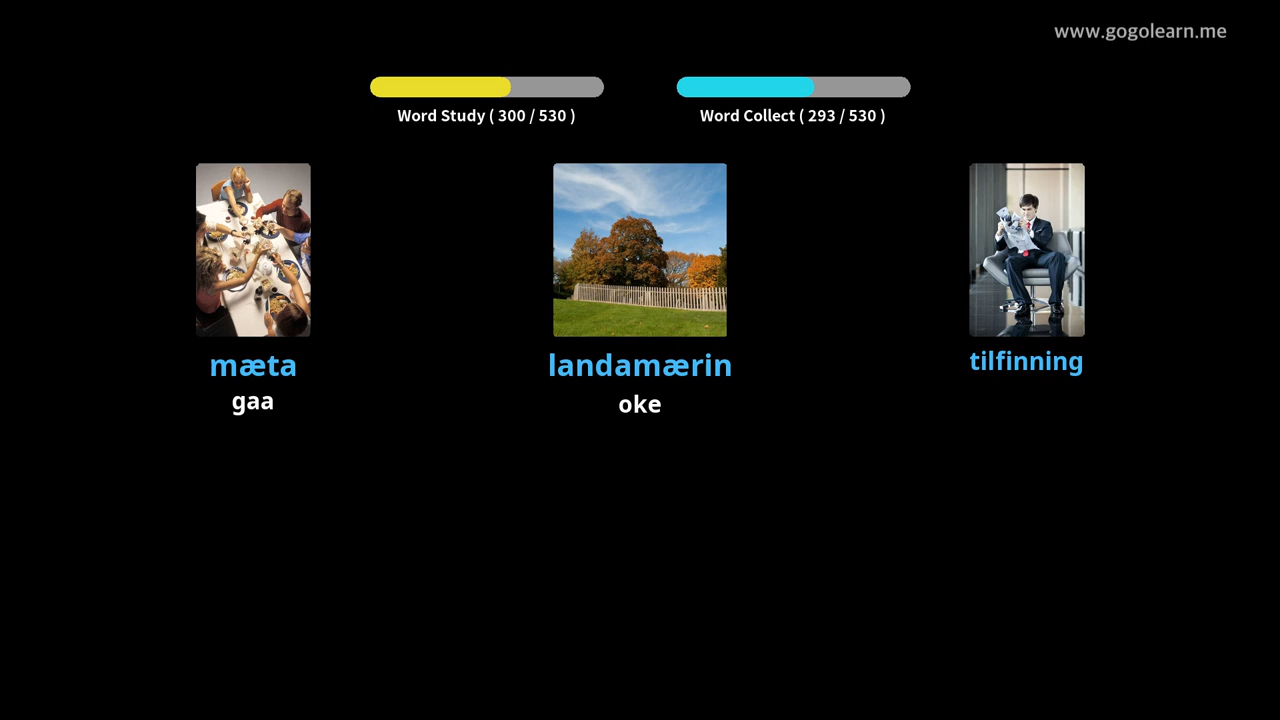 www.gogolearn.me
Word Study ( 300 / 530 )
Word Collect ( 293 / 530 )
mæta
gaa
landamærin
oke
tilfinning